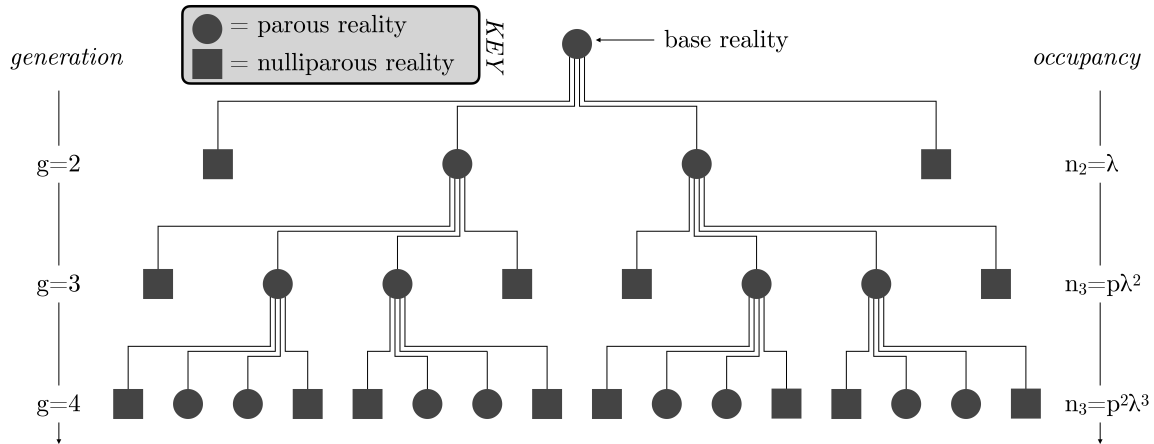 = parous reality
= nulliparous reality
KEY
base reality
generation
occupancy
g=2
n₂=λ
g=3
n₃=pλ²
g=4
n₃=p²λ³